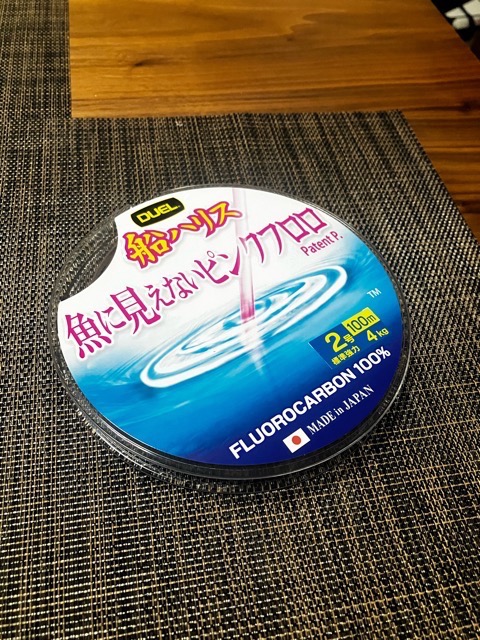 DUEL
船ハリス
魚に見えないピンクフロロ
Patent P.
TM
2号 100m
標準強力 4kg
FLUOROCARBON 100%
MADE in JAPAN